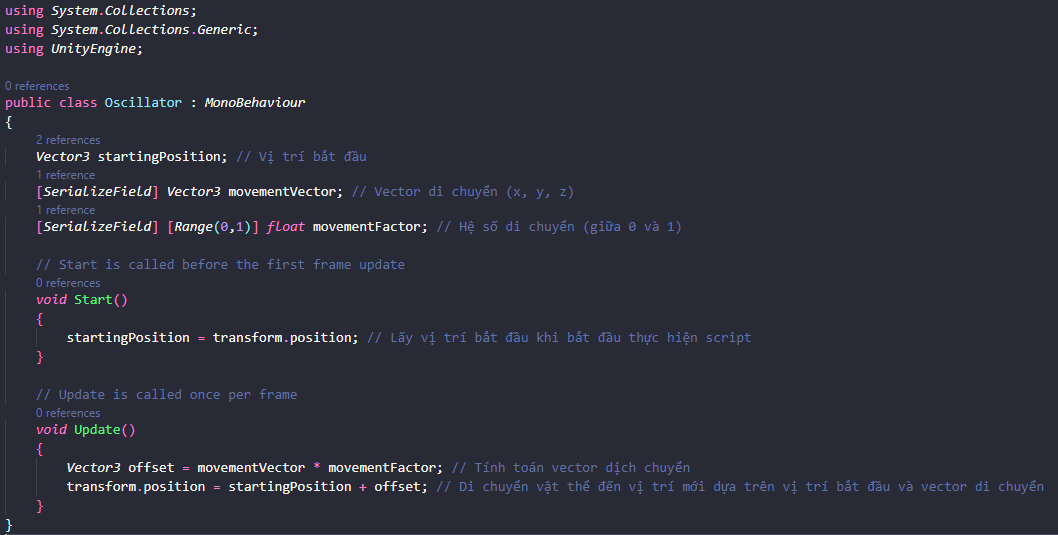 using System.Collections;
using System.Collections.Generic;
using UnityEngine;
0 references
public class Oscillator : MonoBehaviour
{
2 references
Vector3 startingPosition; // Vị trí bắt đầu
1 reference
[SerializeField] Vector3 movementVector; // Vector di chuyển (x, y, z)
1 reference
[SerializeField] [Range(0,1)] float movementFactor; // Hệ số di chuyển (giữa 0 và 1)
// Start is called before the first frame update
0 references
void Start()
{
startingPosition = transform.position; // Lấy vị trí bắt đầu khi bắt đầu thực hiện script
}
// Update is called once per frame
0 references
void Update()
{
Vector3 offset = movementVector * movementFactor; // Tính toán vector dịch chuyển
transform.position = startingPosition + offset; // Di chuyển vật thể đến vị trí mới dựa trên vị trí bắt đầu và vector di chuyển
}
}